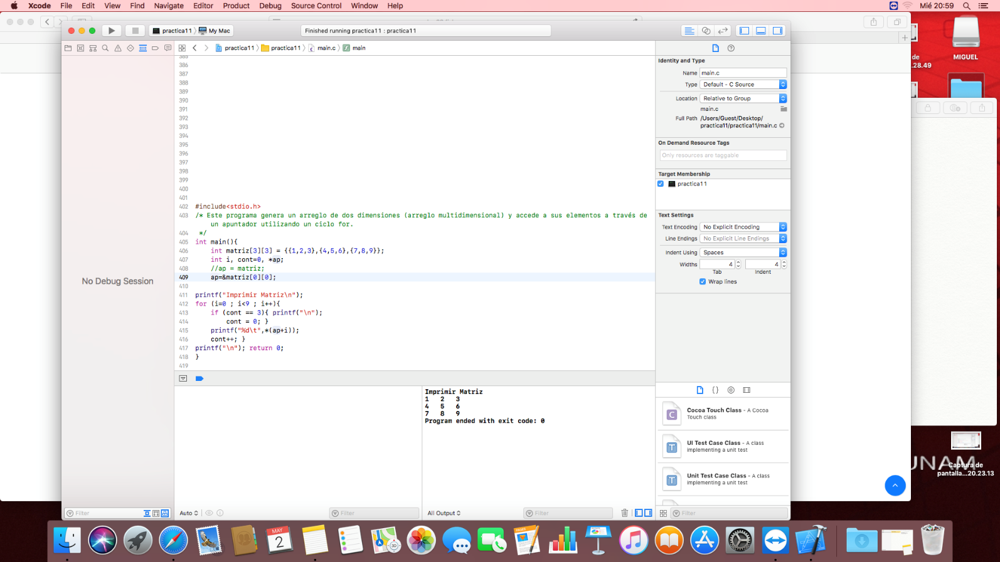 Xcode File Edit View Find Navigate Editor Product Debug Source Control Window Help
Mié 20:59
practica11 My Mac
Finished running practica11 : practica11
practica11 practica11 main.c main
385
386
387
388
389
390
391
392
393
394
395
396
397
398
399
400
401
402 #include<stdio.h>
403 /* Este programa genera un arreglo de dos dimensiones (arreglo multidimensional) y accede a sus elementos a través de
un apuntador utilizando un ciclo for.
404 */
405 int main(){
406 int matriz[3][3] = {{1,2,3},{4,5,6},{7,8,9}};
407 int i, cont=0, *ap;
408 //ap = matriz;
409 ap=&matriz[0][0];
410
411 printf("Imprimir Matriz\n");
412 for (i=0 ; i<9 ; i++){
413 if (cont == 3){ printf("\n");
414 cont = 0; }
415 printf("%d\t",*(ap+i));
416 cont++; }
417 printf("\n"); return 0;
418 }
419
No Debug Session
Filter
Auto
Filter
Imprimir Matriz
1 2 3
4 5 6
7 8 9
Program ended with exit code: 0
All Output
Filter
Identity and Type
Name main.c
Type Default - C Source
Location Relative to Group
main.c
Full Path /Users/Guest/Desktop/
practica11/practica11/main.c
On Demand Resource Tags
Only resources are taggable
Target Membership
practica11
Text Settings
Text Encoding No Explicit Encoding
Line Endings No Explicit Line Endings
Indent Using Spaces
Widths 4 4
Tab Indent
Wrap lines
Cocoa Touch Class - A Cocoa
Touch class
UI Test Case Class - A class
implementing a unit test
Unit Test Case Class - A class
implementing a unit test
Filter
de
.28.49
MIGUEL
UNAM
Captura de
pantalla...20.23.13
MAY
2
3D